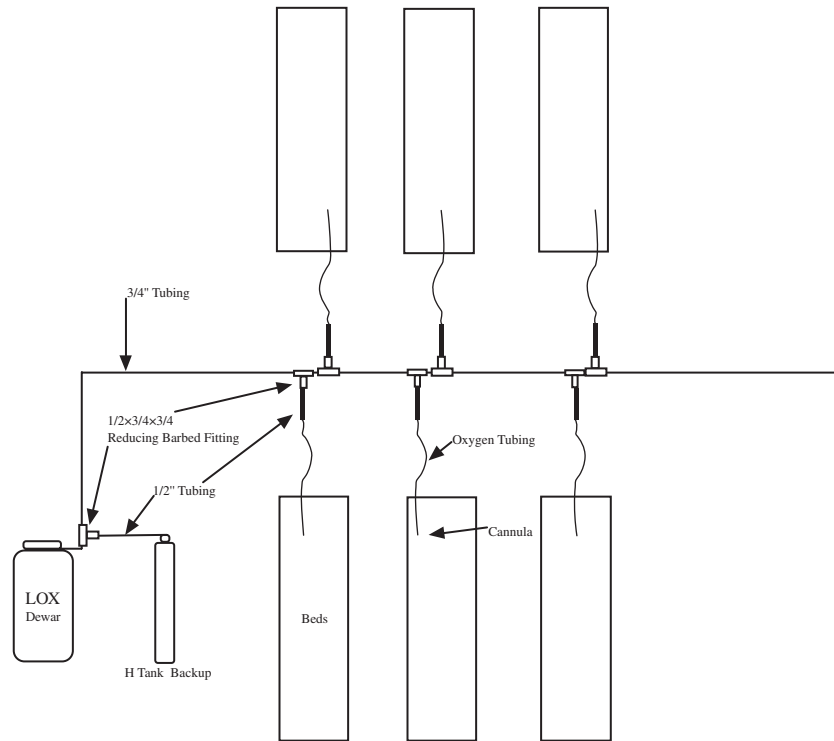 3/4" Tubing
1/2×3/4×3/4
Reducing Barbed Fitting
Oxygen Tubing
1/2" Tubing
Cannula
LOX
Dewar
Beds
H Tank Backup